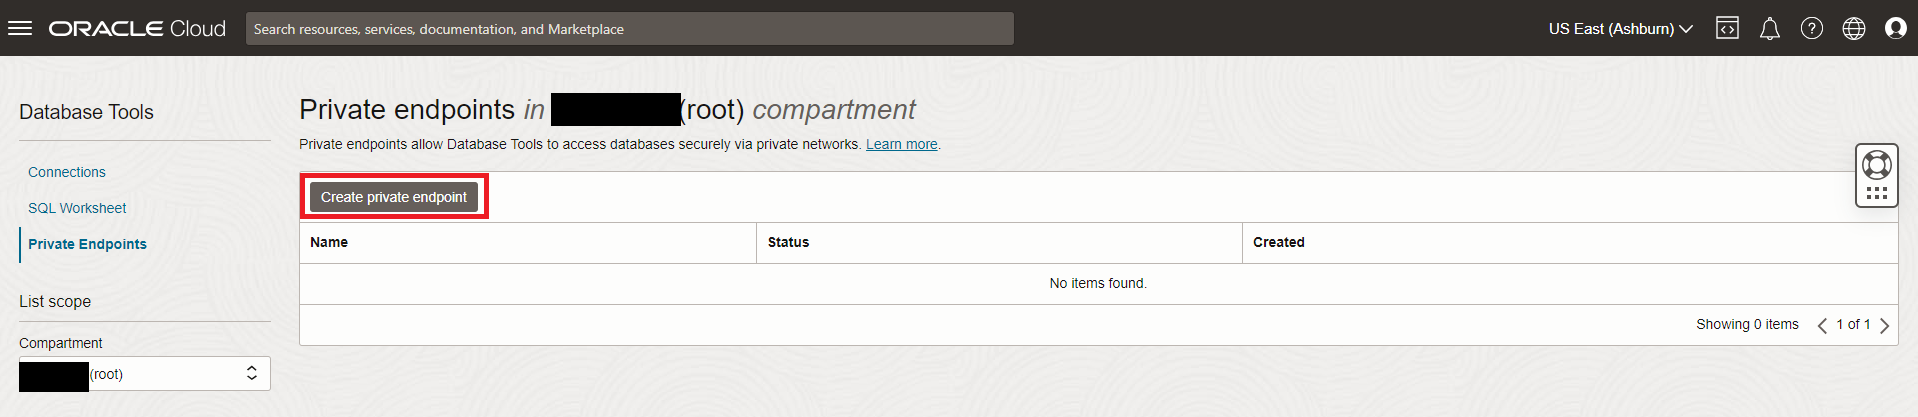 ORACLE Cloud
Search resources, services, documentation, and Marketplace
US East (Ashburn)
Database Tools
Connections
SQL Worksheet
Private Endpoints
List scope
Compartment
(root)
Private endpoints in (root) compartment
Private endpoints allow Database Tools to access databases securely via private networks. Learn more.
Create private endpoint
Name Status Created
No items found.
Showing 0 items 1 of 1